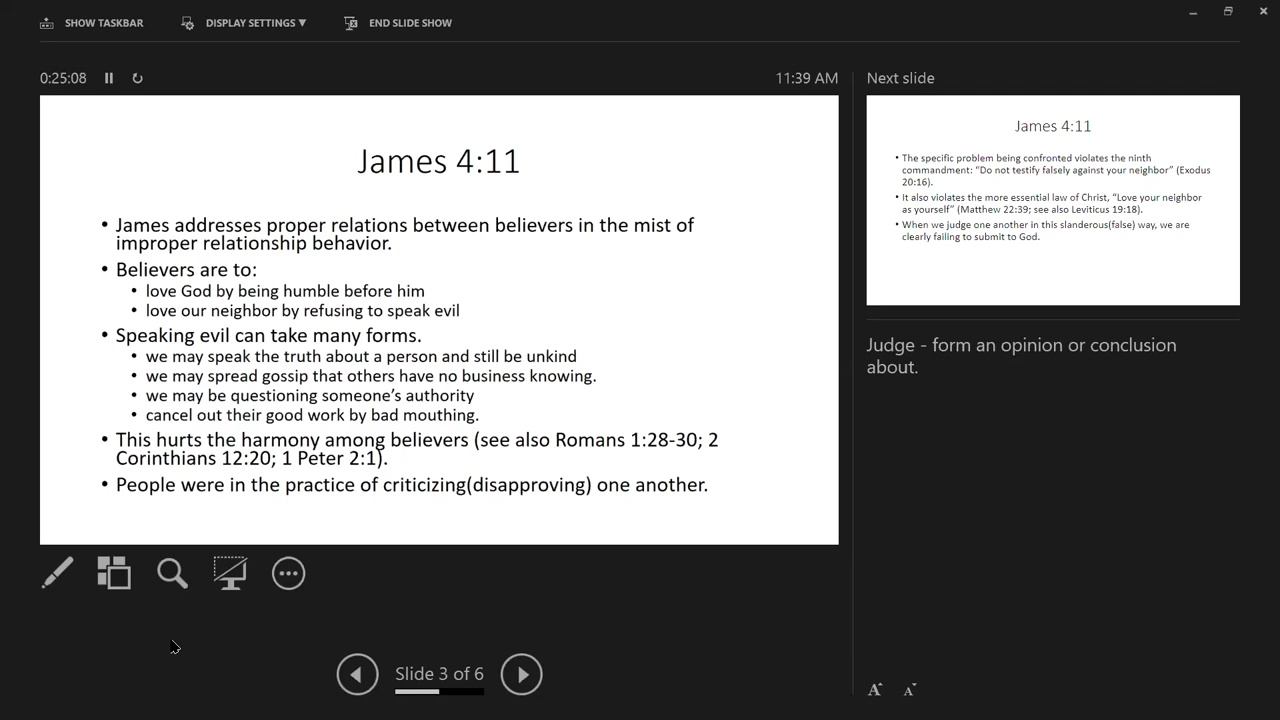 SHOW TASKBAR
DISPLAY SETTINGS ▼
END SLIDE SHOW
0:25:08
11:39 AM
James 4:11
• James addresses proper relations between believers in the mist of
improper relationship behavior.
• Believers are to:
• love God by being humble before him
• love our neighbor by refusing to speak evil
• Speaking evil can take many forms.
• we may speak the truth about a person and still be unkind
• we may spread gossip that others have no business knowing.
• we may be questioning someone's authority
• cancel out their good work by bad mouthing.
• This hurts the harmony among believers (see also Romans 1:28-30; 2
Corinthians 12:20; 1 Peter 2:1).
• People were in the practice of criticizing(disapproving) one another.
Slide 3 of 6
Next slide
James 4:11
• The specific problem being confronted violates the ninth
commandment: “Do not testify falsely against your neighbor” (Exodus
20:16).
• It also violates the more essential law of Christ, “Love your neighbor
as yourself” (Matthew 22:39; see also Leviticus 19:18).
• When we judge one another in this slanderous(false) way, we are
clearly failing to submit to God.
Judge - form an opinion or conclusion
about.
A A